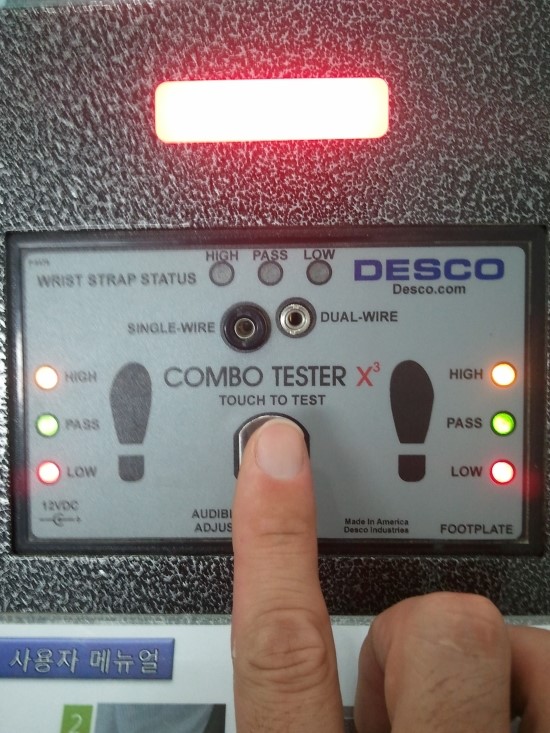 HIGH PASS LOW
WRIST STRAP STATUS
DESCO
Desco.com
SINGLE-WIRE
DUAL-WIRE
COMBO TESTER X³
TOUCH TO TEST
HIGH
PASS
LOW
HIGH
PASS
LOW
12VDC
AUDIBLE
Made In America
Desco Industries
FOOTPLATE
사용자 메뉴얼
2